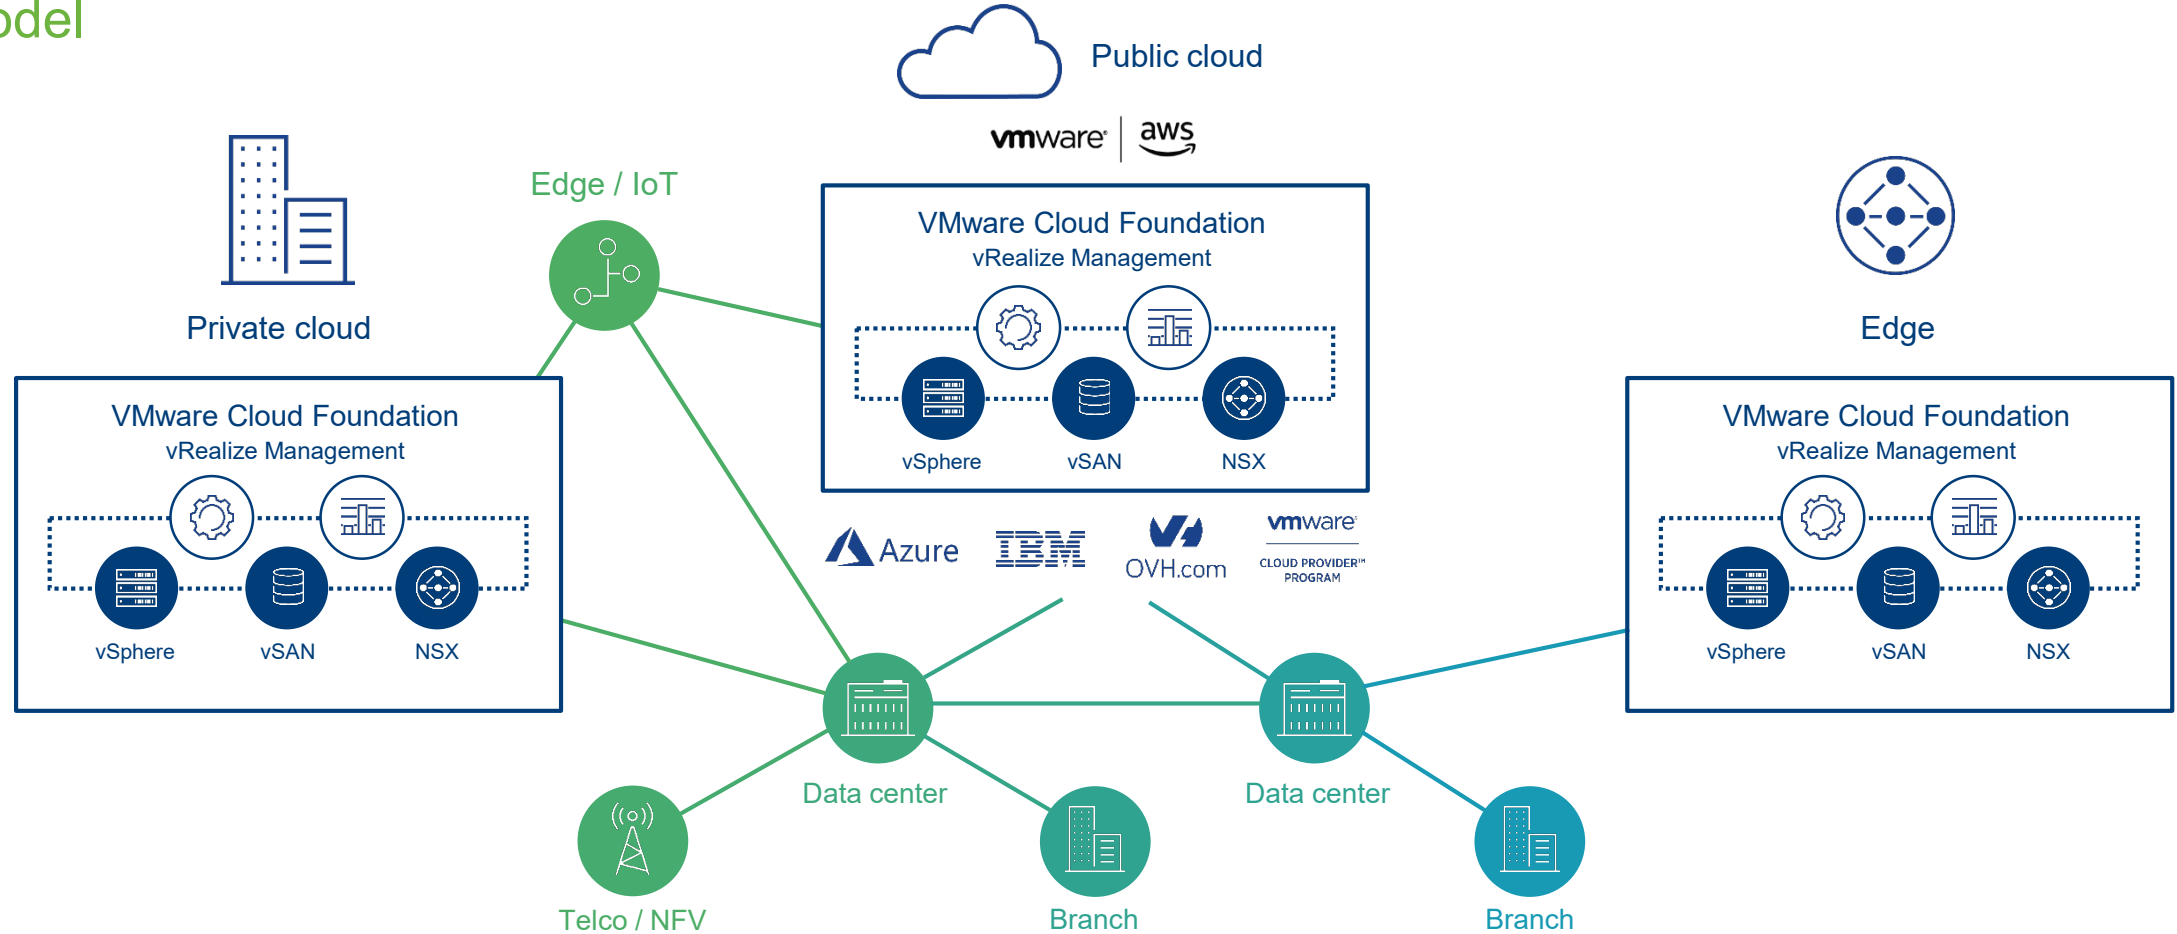 odel
Public cloud
vmware®
aws
Edge / IoT
VMware Cloud Foundation
vRealize Management
vSphere
vSAN
NSX
Private cloud
VMware Cloud Foundation
vRealize Management
vSphere
vSAN
NSX
Edge
VMware Cloud Foundation
vRealize Management
vSphere
vSAN
NSX
Azure
IBM
OVH.com
vmware®
CLOUD PROVIDER™
PROGRAM
Data center
Data center
Telco / NFV
Branch
Branch